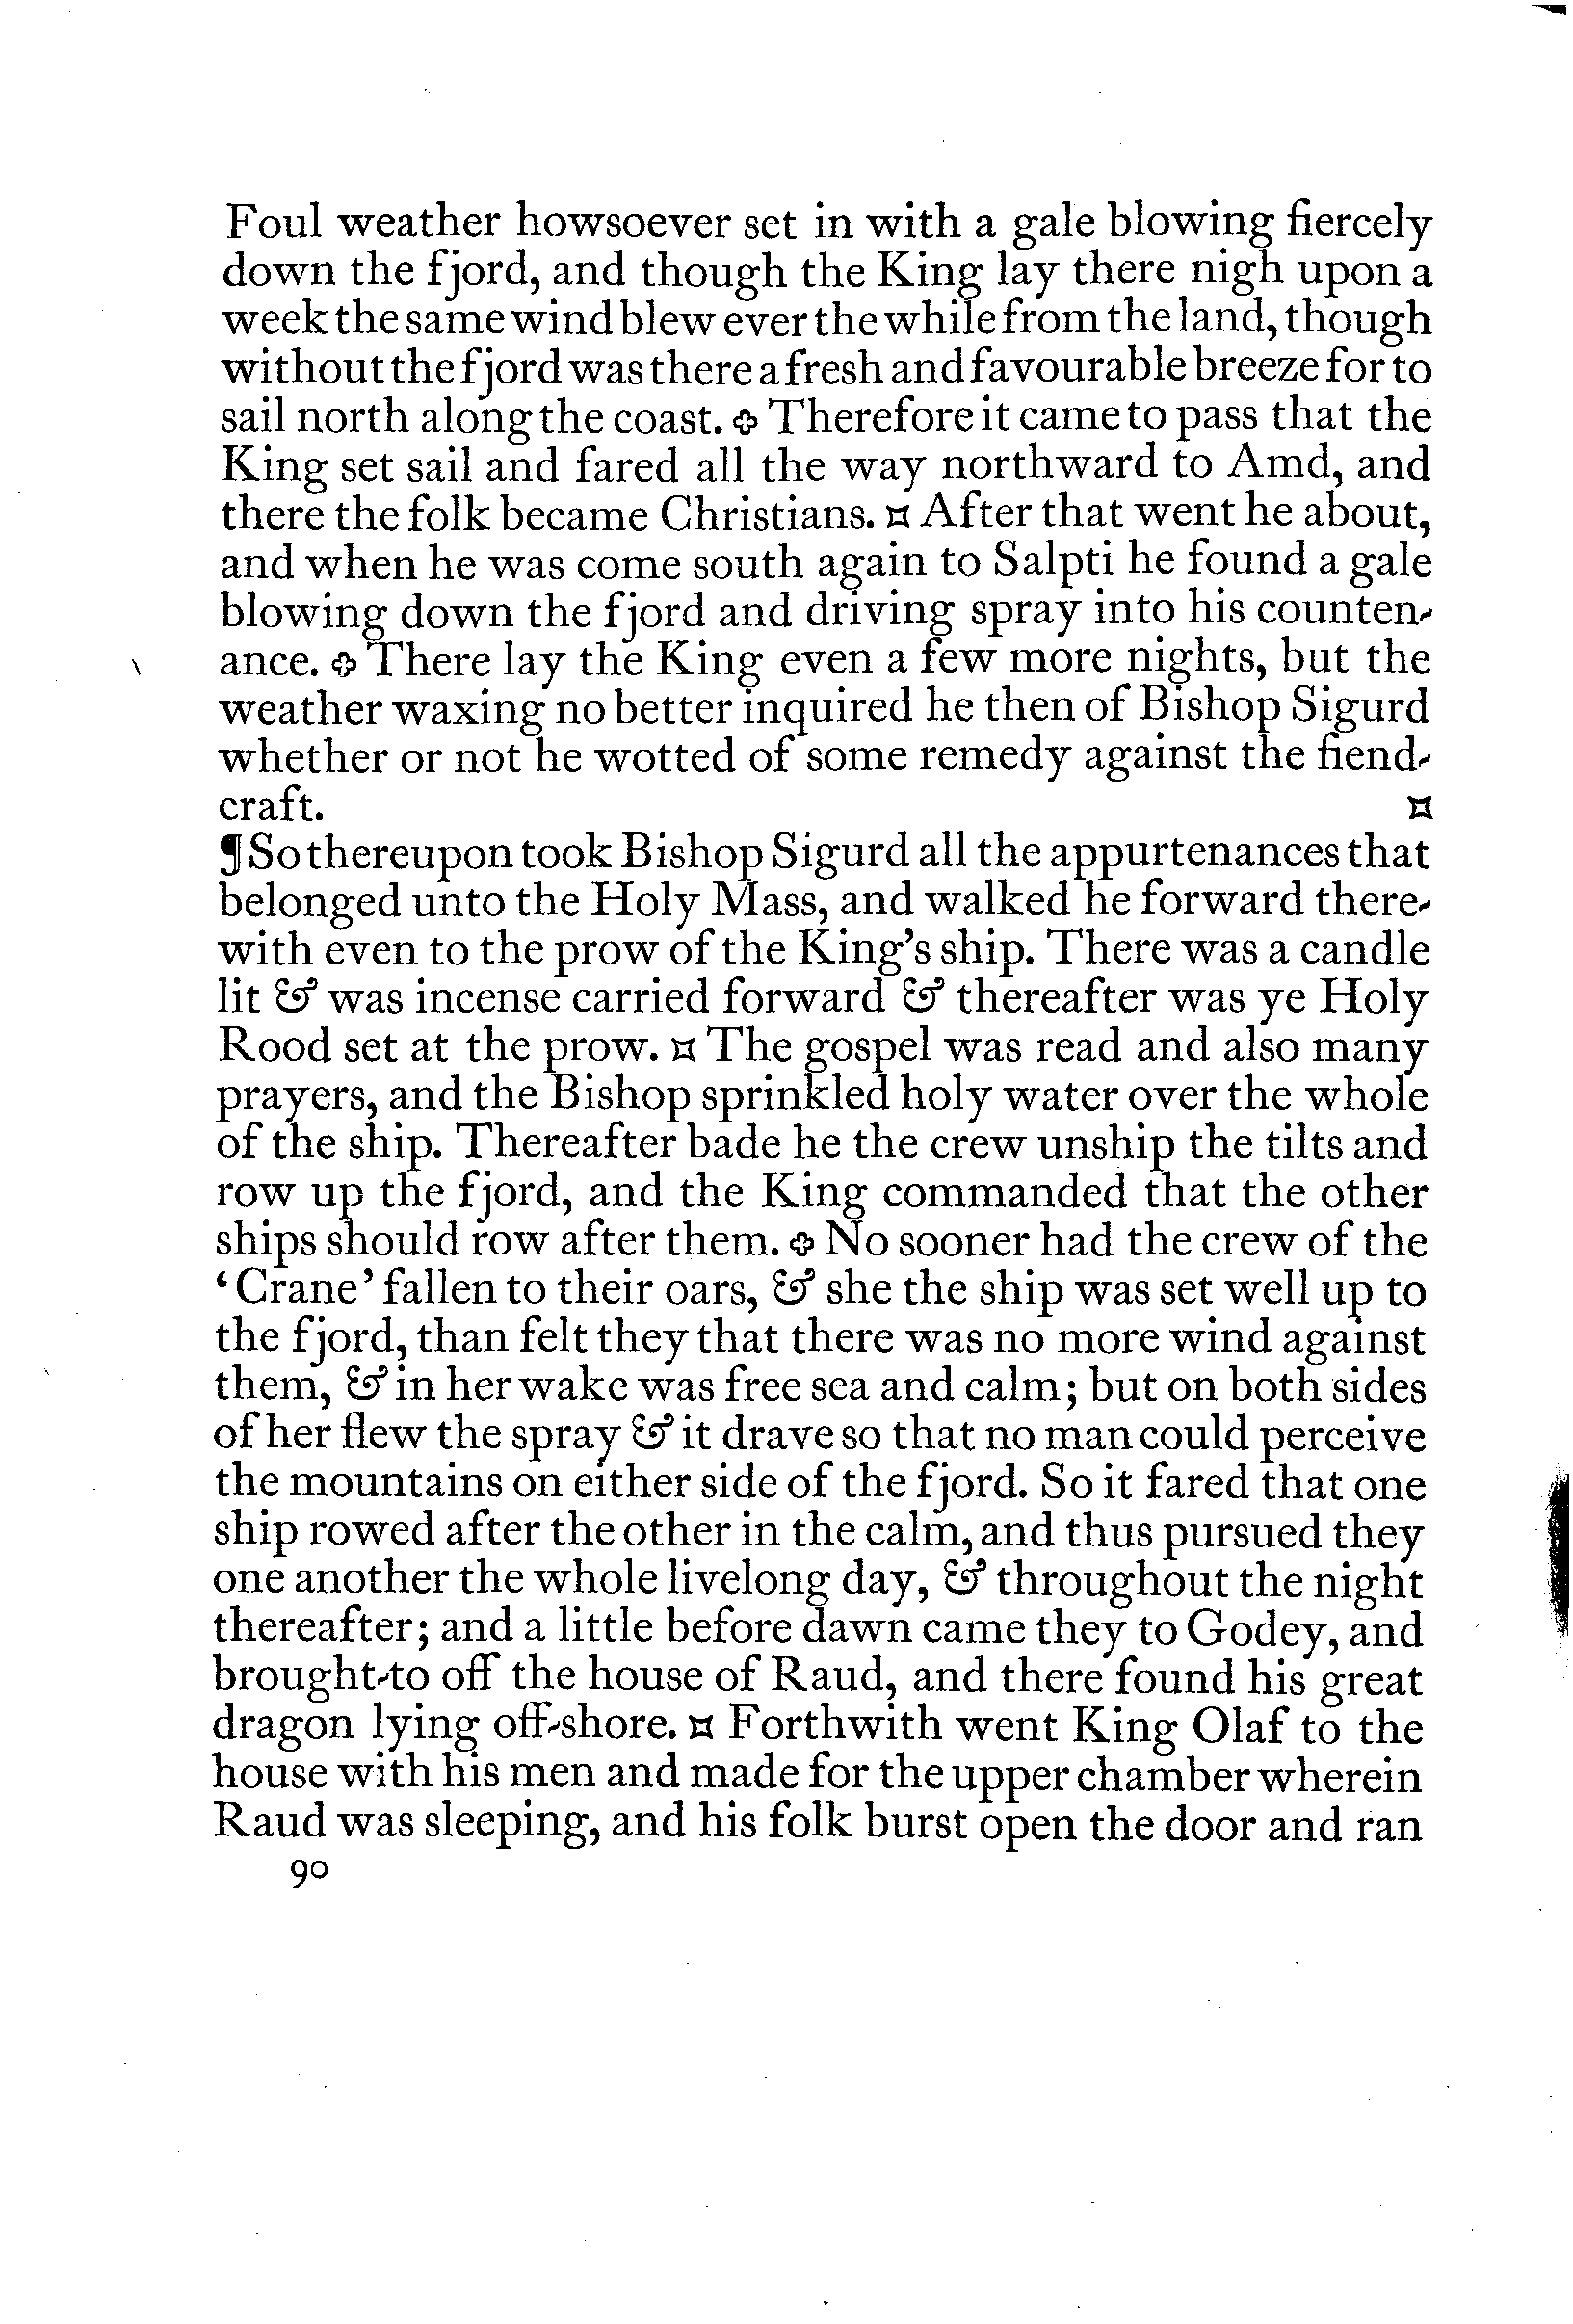 Foul weather howsoever set in with a gale blowing fiercely
down the fjord, and though the King lay there nigh upon a
week the same wind blew ever the while from the land, though
without the fjord was there a fresh and favourable breeze for to
sail north along the coast. ✥ Therefore it came to pass that the
King set sail and fared all the way northward to Amd, and
there the folk became Christians. ¤ After that went he about,
and when he was come south again to Salpti he found a gale
blowing down the fjord and driving spray into his counten-
ance. ✥ There lay the King even a few more nights, but the
weather waxing no better inquired he then of Bishop Sigurd
whether or not he wotted of some remedy against the fiend-
craft. ¤
¶ So thereupon took Bishop Sigurd all the appurtenances that
belonged unto the Holy Mass, and walked he forward there-
with even to the prow of the King's ship. There was a candle
lit & was incense carried forward & thereafter was ye Holy
Rood set at the prow. ¤ The gospel was read and also many
prayers, and the Bishop sprinkled holy water over the whole
of the ship. Thereafter bade he the crew unship the tilts and
row up the fjord, and the King commanded that the other
ships should row after them. ✥ No sooner had the crew of the
‘Crane’ fallen to their oars, & she the ship was set well up to
the fjord, than felt they that there was no more wind against
them, & in her wake was free sea and calm; but on both sides
of her flew the spray & it drave so that no man could perceive
the mountains on either side of the fjord. So it fared that one
ship rowed after the other in the calm, and thus pursued they
one another the whole livelong day, & throughout the night
thereafter; and a little before dawn came they to Godey, and
brought-to off the house of Raud, and there found his great
dragon lying off-shore. ¤ Forthwith went King Olaf to the
house with his men and made for the upper chamber wherein
Raud was sleeping, and his folk burst open the door and ran
90